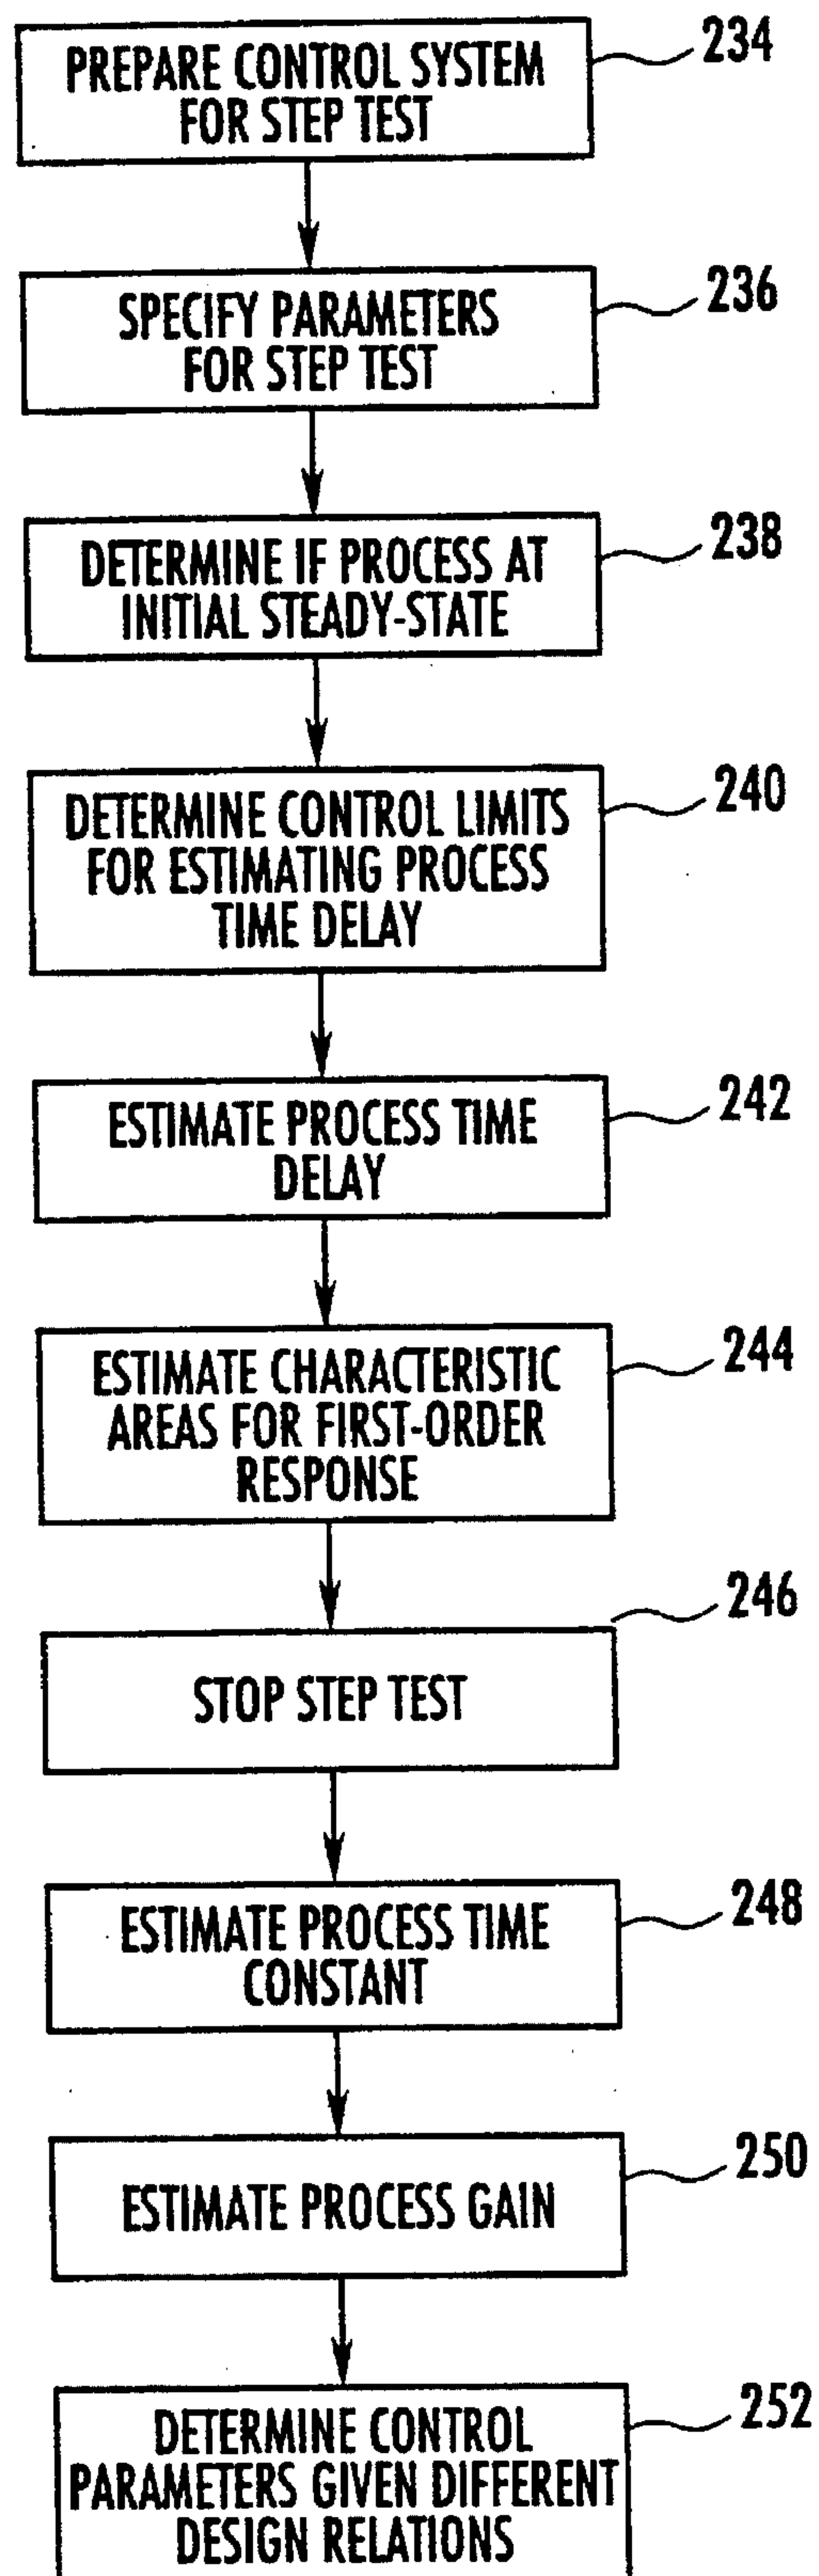 PREPARE CONTROL SYSTEM
FOR STEP TEST
234
SPECIFY PARAMETERS
FOR STEP TEST
236
DETERMINE IF PROCESS AT
INITIAL STEADY-STATE
238
DETERMINE CONTROL LIMITS
FOR ESTIMATING PROCESS
TIME DELAY
240
ESTIMATE PROCESS TIME
DELAY
242
ESTIMATE CHARACTERISTIC
AREAS FOR FIRST-ORDER
RESPONSE
244
STOP STEP TEST
246
ESTIMATE PROCESS TIME
CONSTANT
248
ESTIMATE PROCESS GAIN
250
DETERMINE CONTROL
PARAMETERS GIVEN DIFFERENT
DESIGN RELATIONS
252